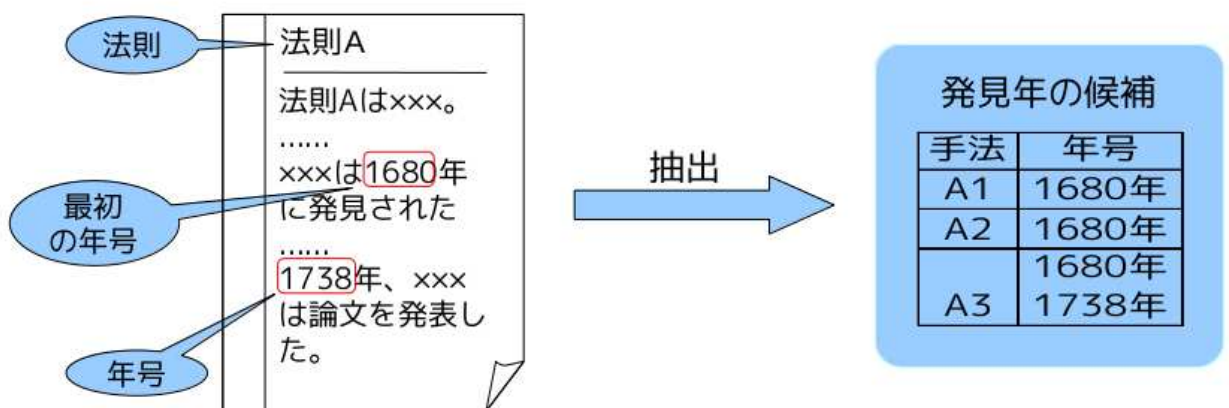 法則
法則A
法則Aは×××。
……
×××は1680年
に発見された
……
1738年、×××
は論文を発表し
た。
最初
の年号
年号
抽出
発見年の候補
手法 年号
A1 1680年
A2 1680年
1680年
A3 1738年